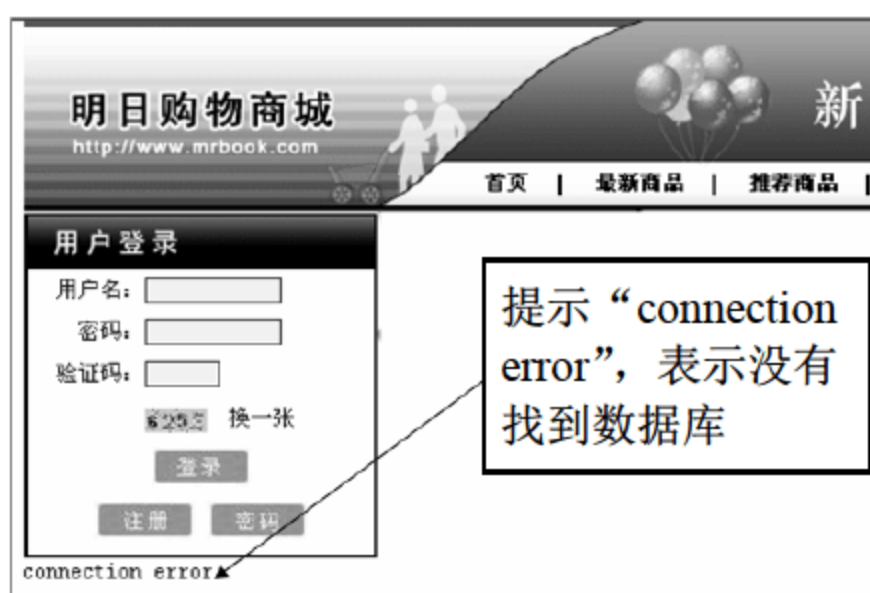 明日购物商城
http://www.mrbook.com
新
首页 | 最新商品 | 推荐商品 |
用户登录
用户名:
密码:
验证码:
换一张
登录
注册 密码
connection error
提示“connection
error”，表示没有
找到数据库